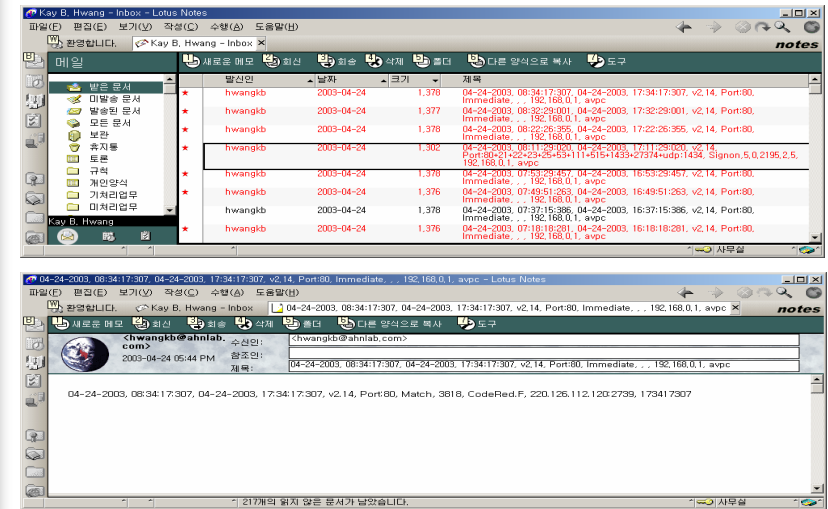 Kay B, Hwang - Inbox - Lotus Notes
파일(F) 편집(E) 보기(V) 작성(C) 수행(A) 도움말(H)
환영합니다, Kay B, Hwang - Inbox notes
메일 새로운 메모 회신 회송 삭제 폴더 다른 양식으로 복사 도구
발신인 날짜 크기 제목
받은 문서
미발송 문서
발송된 문서
모든 문서
보관
휴지통
토론
규칙
개인양식
기처리업무
미처리업무
Kay B, Hwang
★ hwangkb 2003-04-24 1,378 04-24-2003, 08:34:17:307, 04-24-2003, 17:34:17:307, v2,14, Port:80,
Immediate, , , 192,168,0,1, avpc
★ hwangkb 2003-04-24 1,377 04-24-2003, 08:32:29:001, 04-24-2003, 17:32:29:001, v2,14, Port:80,
Immediate, , , 192,168,0,1, avpc
★ hwangkb 2003-04-24 1,378 04-24-2003, 08:22:26:355, 04-24-2003, 17:22:26:355, v2,14, Port:80,
Immediate, , , 192,168,0,1, avpc
★ hwangkb 2003-04-24 1,302 04-24-2003, 08:11:29:020, 04-24-2003, 17:11:29:020, v2,14,
Port:80+21+22+23+25+53+111+515+1433+27374+udp:1434, Signon,5,0,2195,2,5,
192,168,0,1, avpc
★ hwangkb 2003-04-24 1,378 04-24-2003, 07:53:29:457, 04-24-2003, 16:53:29:457, v2,14, Port:80,
Immediate, , , 192,168,0,1, avpc
★ hwangkb 2003-04-24 1,376 04-24-2003, 07:49:51:263, 04-24-2003, 16:49:51:263, v2,14, Port:80,
Immediate, , , 192,168,0,1, avpc
hwangkb 2003-04-24 1,378 04-24-2003, 07:37:15:386, 04-24-2003, 16:37:15:386, v2,14, Port:80,
Immediate, , , 192,168,0,1, avpc
★ hwangkb 2003-04-24 1,376 04-24-2003, 07:18:18:281, 04-24-2003, 16:18:18:281, v2,14, Port:80,
Immediate, , , 192,168,0,1, avpc
사무실
04-24-2003, 08:34:17:307, 04-24-2003, 17:34:17:307, v2,14, Port:80, Immediate, , , 192,168,0,1, avpc - Lotus Notes
파일(F) 편집(E) 보기(V) 작성(C) 수행(A) 도움말(H)
환영합니다, Kay B, Hwang - Inbox 04-24-2003, 08:34:17:307, 04-24-2003, 17:34:17:307, v2,14, Port:80, Immediate, , , 192,168,0,1, avpc notes
새로운 메모 회신 회송 삭제 폴더 다른 양식으로 복사 도구
<hwangkb@ahnlab,
com>
2003-04-24 05:44 PM
수신인: <hwangkb@ahnlab,com>
참조인:
제목: 04-24-2003, 08:34:17:307, 04-24-2003, 17:34:17:307, v2,14, Port:80, Immediate, , , 192,168,0,1, avpc
04-24-2003, 08:34:17:307, 04-24-2003, 17:34:17:307, v2.14, Port:80, Match, 3818, CodeRed.F, 220.126.112.120:2739, 173417307
217개의 읽지 않은 문서가 남았습니다. 사무실